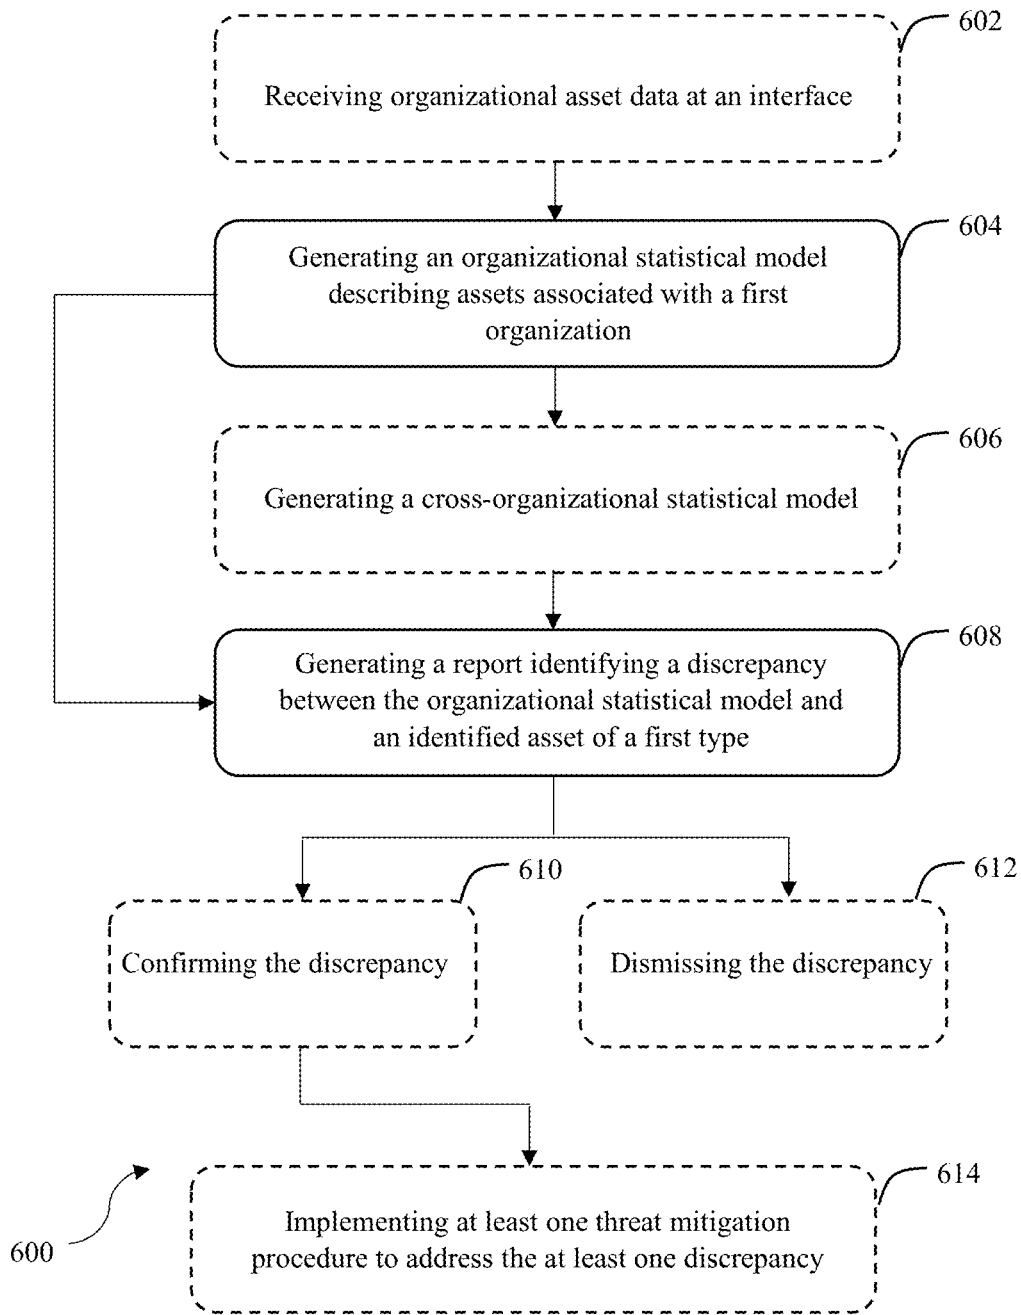 602
Receiving organizational asset data at an interface
604
Generating an organizational statistical model
describing assets associated with a first
organization
606
Generating a cross-organizational statistical model
608
Generating a report identifying a discrepancy
between the organizational statistical model and
an identified asset of a first type
610
612
Confirming the discrepancy
Dismissing the discrepancy
614
Implementing at least one threat mitigation
procedure to address the at least one discrepancy
600